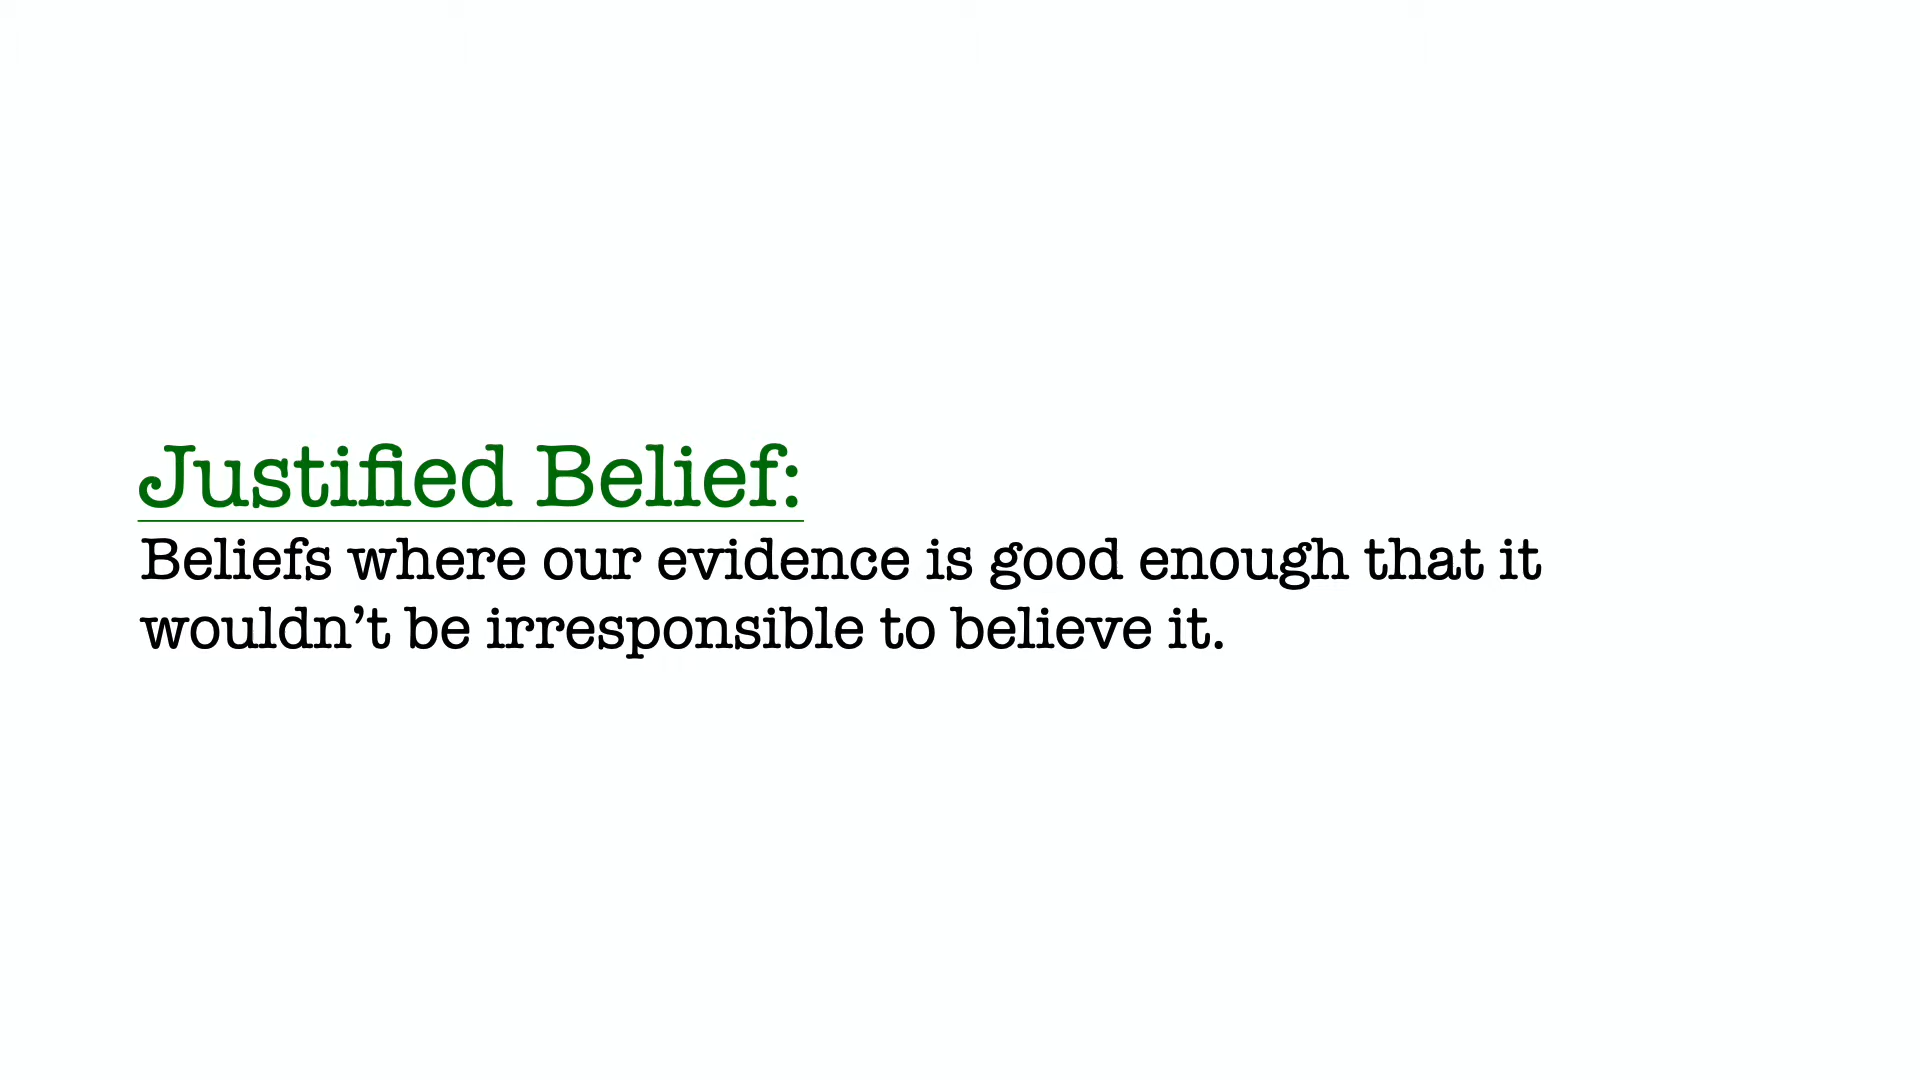 Justified Belief:
Beliefs where our evidence is good enough that it
wouldn’t be irresponsible to believe it.